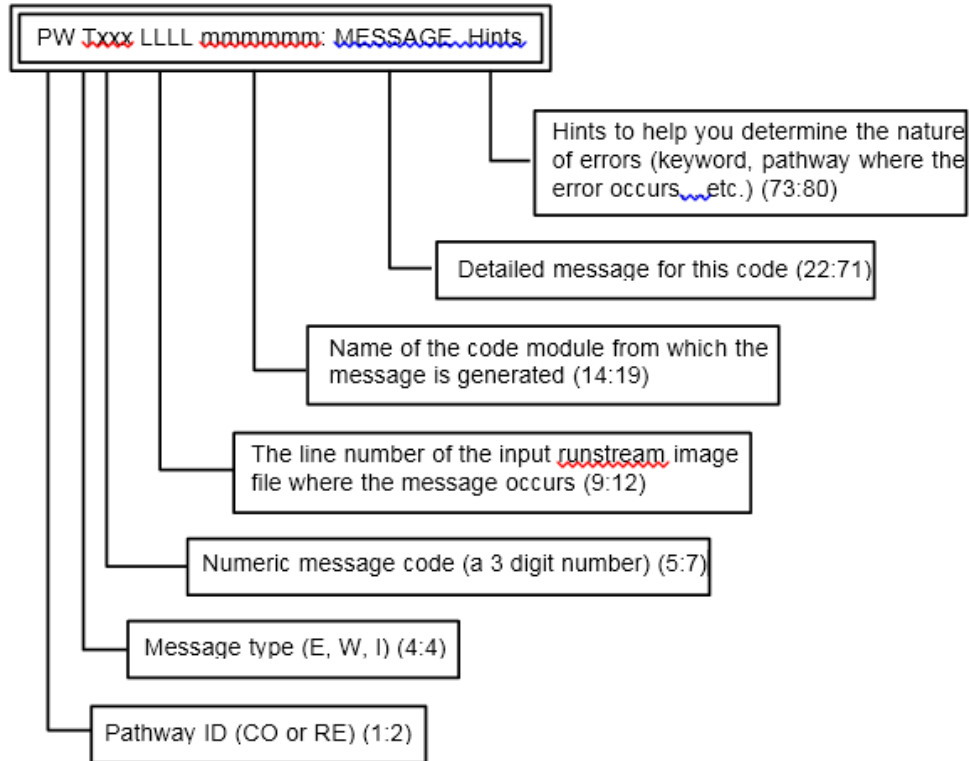 PW Txxx LLLL mmmmmm: MESSAGE Hints
Hints to help you determine the nature
of errors (keyword, pathway where the
error occurs...etc.) (73:80)
Detailed message for this code (22:71)
Name of the code module from which the
message is generated (14:19)
The line number of the input runstream image
file where the message occurs (9:12)
Numeric message code (a 3 digit number) (5:7)
Message type (E, W, I) (4:4)
Pathway ID (CO or RE) (1:2)